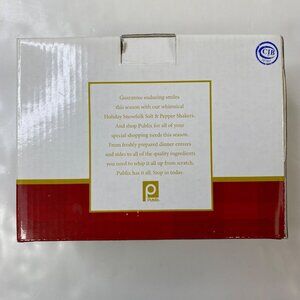 CJB
Guarantee enduring smiles
this season with our whimsical
Holiday Snowfolk Salt & Pepper Shakers.
And shop Publix for all of your
special shopping needs this season.
From freshly prepared dinner entrees
and sides to all of the quality ingredients
you need to whip it all up from scratch,
Publix has it all. Stop in today.
p
Publix